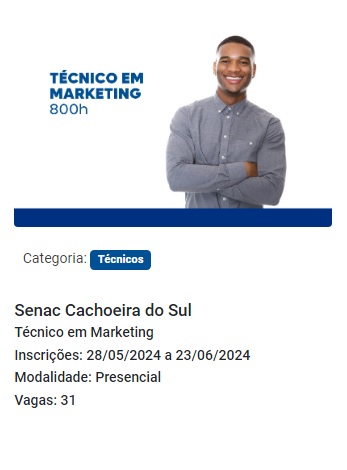 TÉCNICO EM
MARKETING
800h
Categoria: Técnicos
Senac Cachoeira do Sul
Técnico em Marketing
Inscrições: 28/05/2024 a 23/06/2024
Modalidade: Presencial
Vagas: 31